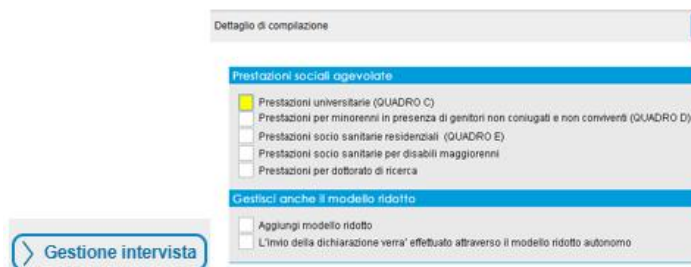 Dettaglio di compilazione
Prestazioni sociali agevolate
Prestazioni universitarie (QUADRO C)
Prestazioni per minorenni in presenza di genitori non coniugati e non conviventi (QUADRO D)
Prestazioni socio sanitarie residenziali (QUADRO E)
Prestazioni socio sanitarie per disabili maggiorenni
Prestazioni per dottorato di ricerca
Gestisci anche il modello ridotto
Aggiungi modello ridotto
L'invio della dichiarazione verra' effettuato attraverso il modello ridotto autonomo
Gestione intervista